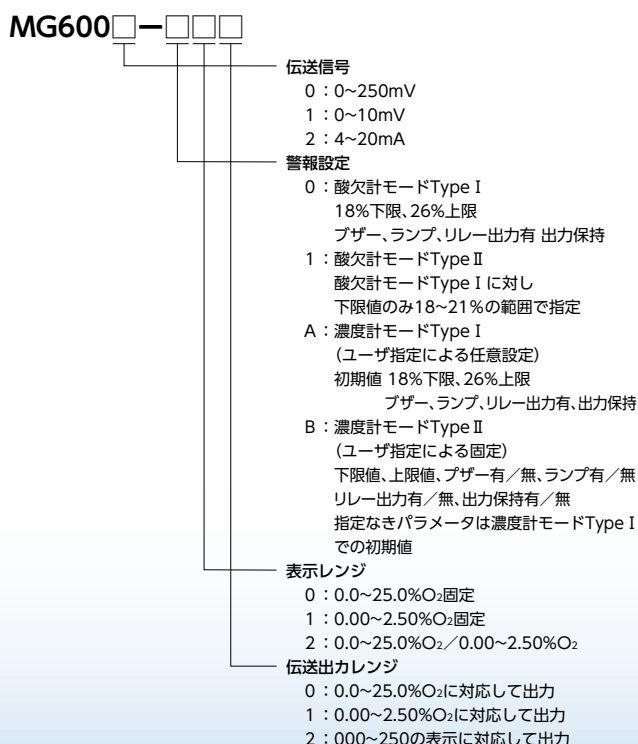 MG600□ー□□□
伝送信号
0：0~250mV
1：0~10mV
2：4~20mA
警報設定
0：酸欠計モードTypeⅠ
18%下限、26%上限
ブザー、ランプ、リレー出力有 出力保持
1：酸欠計モードTypeⅡ
酸欠計モードTypeⅠに対し
下限値のみ18~21%の範囲で指定
A：濃度計モードTypeⅠ
（ユーザ指定による任意設定）
初期値 18%下限、26%上限
ブザー、ランプ、リレー出力有、出力保持
B：濃度計モードTypeⅡ
（ユーザ指定による固定）
下限値、上限値、ブザー有／無、ランプ有／無
リレー出力有／無、出力保持有／無
指定なきパラメータは濃度計モードTypeⅠ
での初期値
表示レンジ
0：0.0~25.0%O₂固定
1：0.00~2.50%O₂固定
2：0.0~25.0%O₂／0.00~2.50%O₂
伝送出力レンジ
0：0.0~25.0%O₂に対応して出力
1：0.00~2.50%O₂に対応して出力
2：000~250の表示に対応して出力